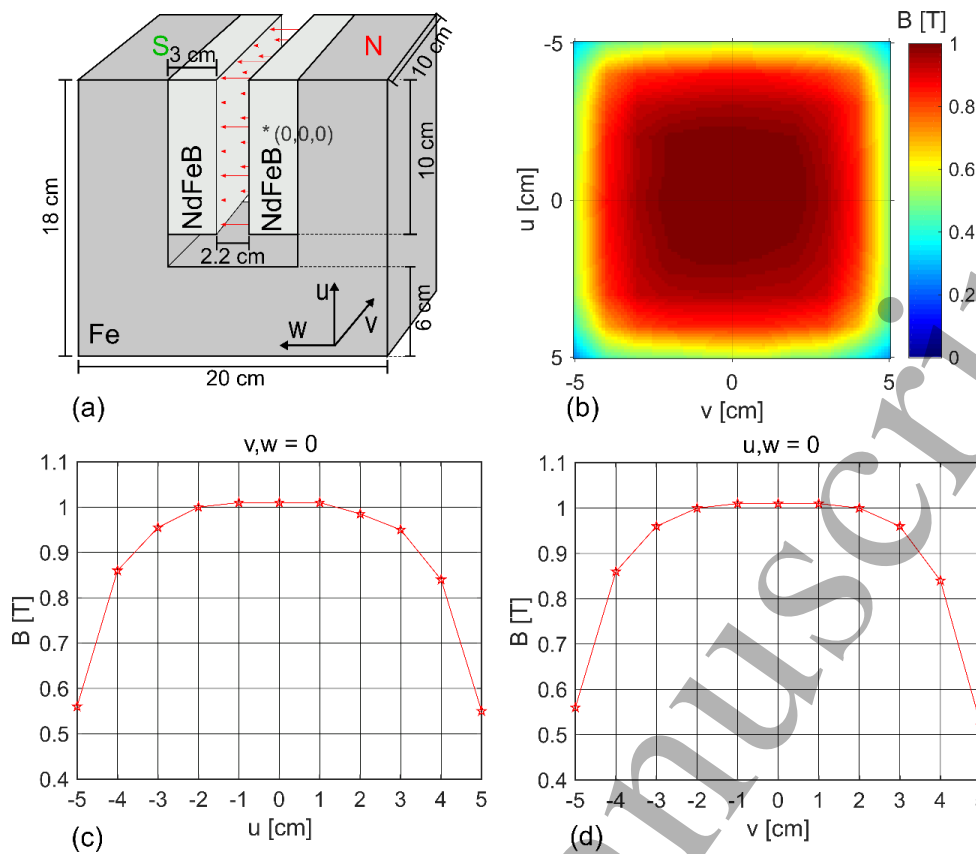 S
N
3 cm
10 cm
* (0,0,0)
NdFeB
NdFeB
10 cm
18 cm
2.2 cm
u
v
w
6 cm
Fe
20 cm
(a)
B [T]
1
0.8
0.6
0.4
0.2
0
-5
0
5
u [cm]
-5 0 5
v [cm]
(b)
v,w = 0
1.1
1
0.9
0.8
0.7
0.6
0.5
0.4
B [T]
-5 -4 -3 -2 -1 0 1 2 3 4 5
u [cm]
(c)
u,w = 0
1.1
1
0.9
0.8
0.7
0.6
0.5
0.4
B [T]
-5 -4 -3 -2 -1 0 1 2 3 4
v [cm]
(d)
nuscri